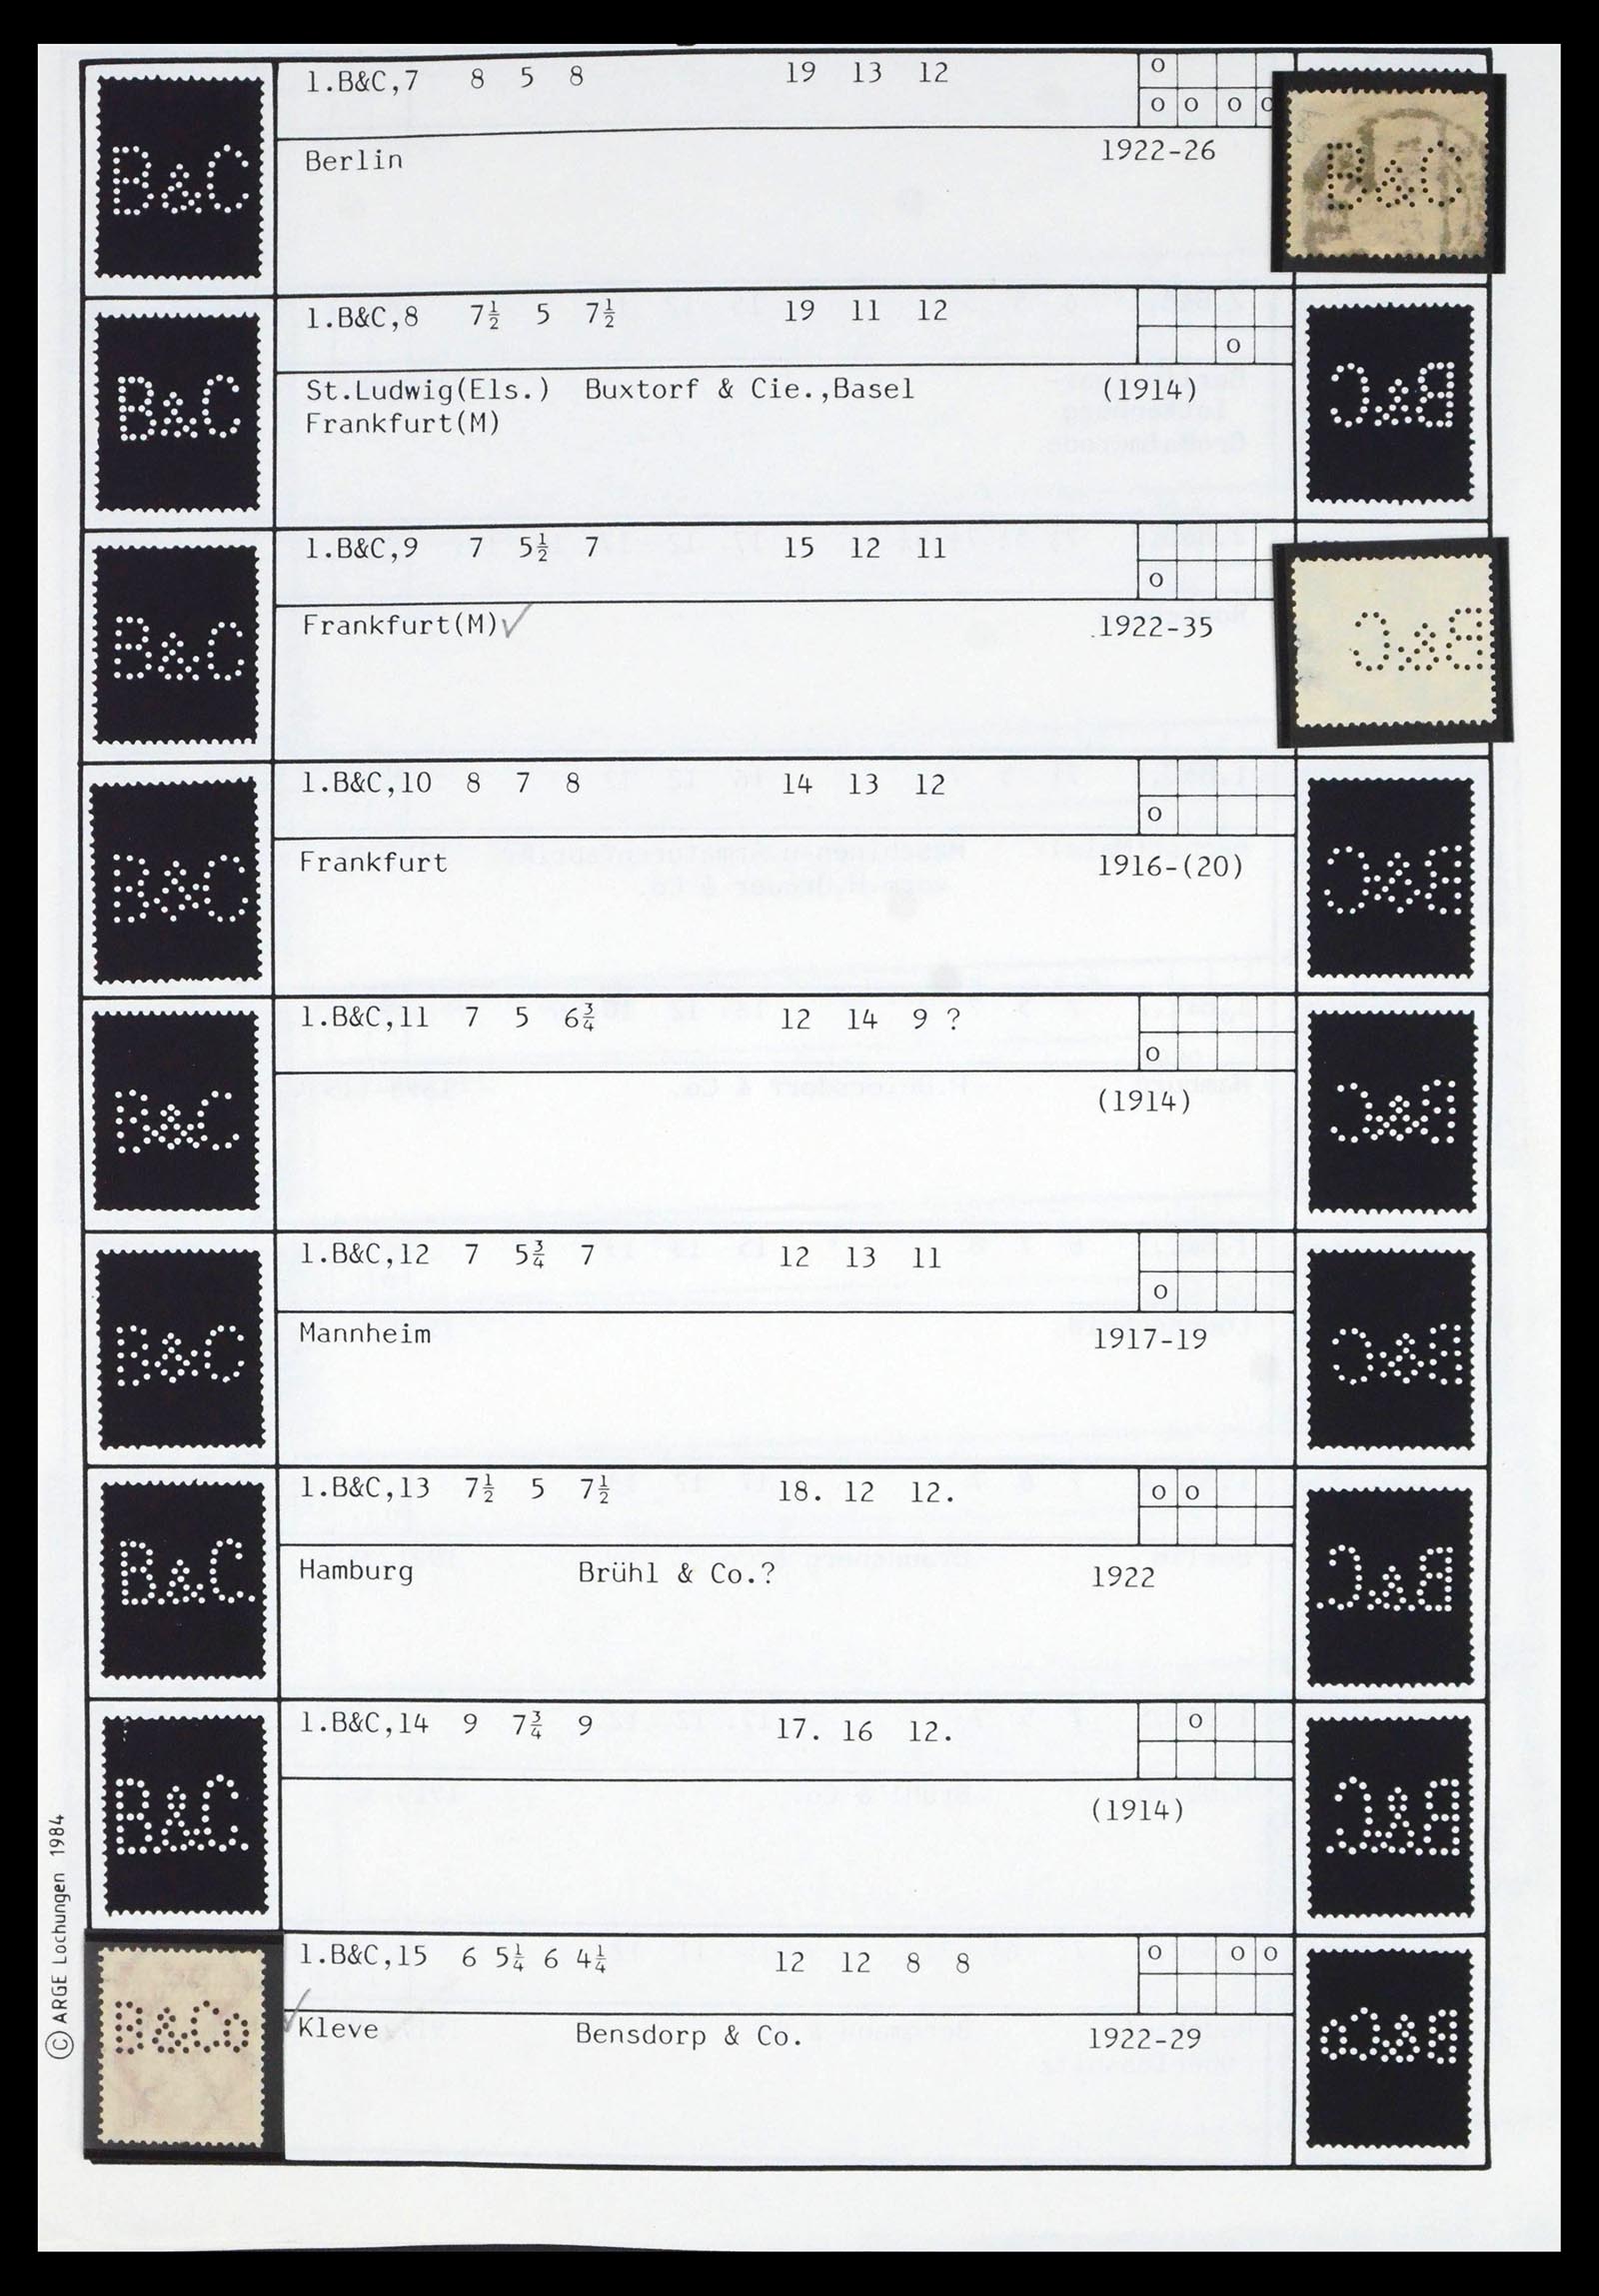 B&C
1.B&C,7 8 5 8 19 13 12
o
o o o o
Berlin 1922-26
B&C
B&C
1.B&C,8 7½ 5 7½ 19 11 12
o
St.Ludwig(Els.) Buxtorf & Cie.,Basel (1914)
Frankfurt(M)
B&C
B&C
1.B&C,9 7 5½ 7 15 12 11
o
Frankfurt(M)✓ 1922-35
B&C
B&C
1.B&C,10 8 7 8 14 13 12
o
Frankfurt 1916-(20)
B&C
B&C
1.B&C,11 7 5 6¾ 12 14 9 ?
o
(1914)
B&C
B&C
1.B&C,12 7 5¾ 7 12 13 11
o
Mannheim 1917-19
B&C
B&C.
1.B&C,13 7½ 5 7½ 18. 12 12.
o o
Hamburg Brühl & Co.? 1922
B&C.
B.&C.
1.B&C,14 9 7¾ 9 17. 16 12.
o
(1914)
B.&C.
B&Co
1.B&C,15 6 5¼ 6 4¼ 12 12 8 8
o o o
✓Kleve Bensdorp & Co. 1922-29
B&Co
© ARGE Lochungen 1984